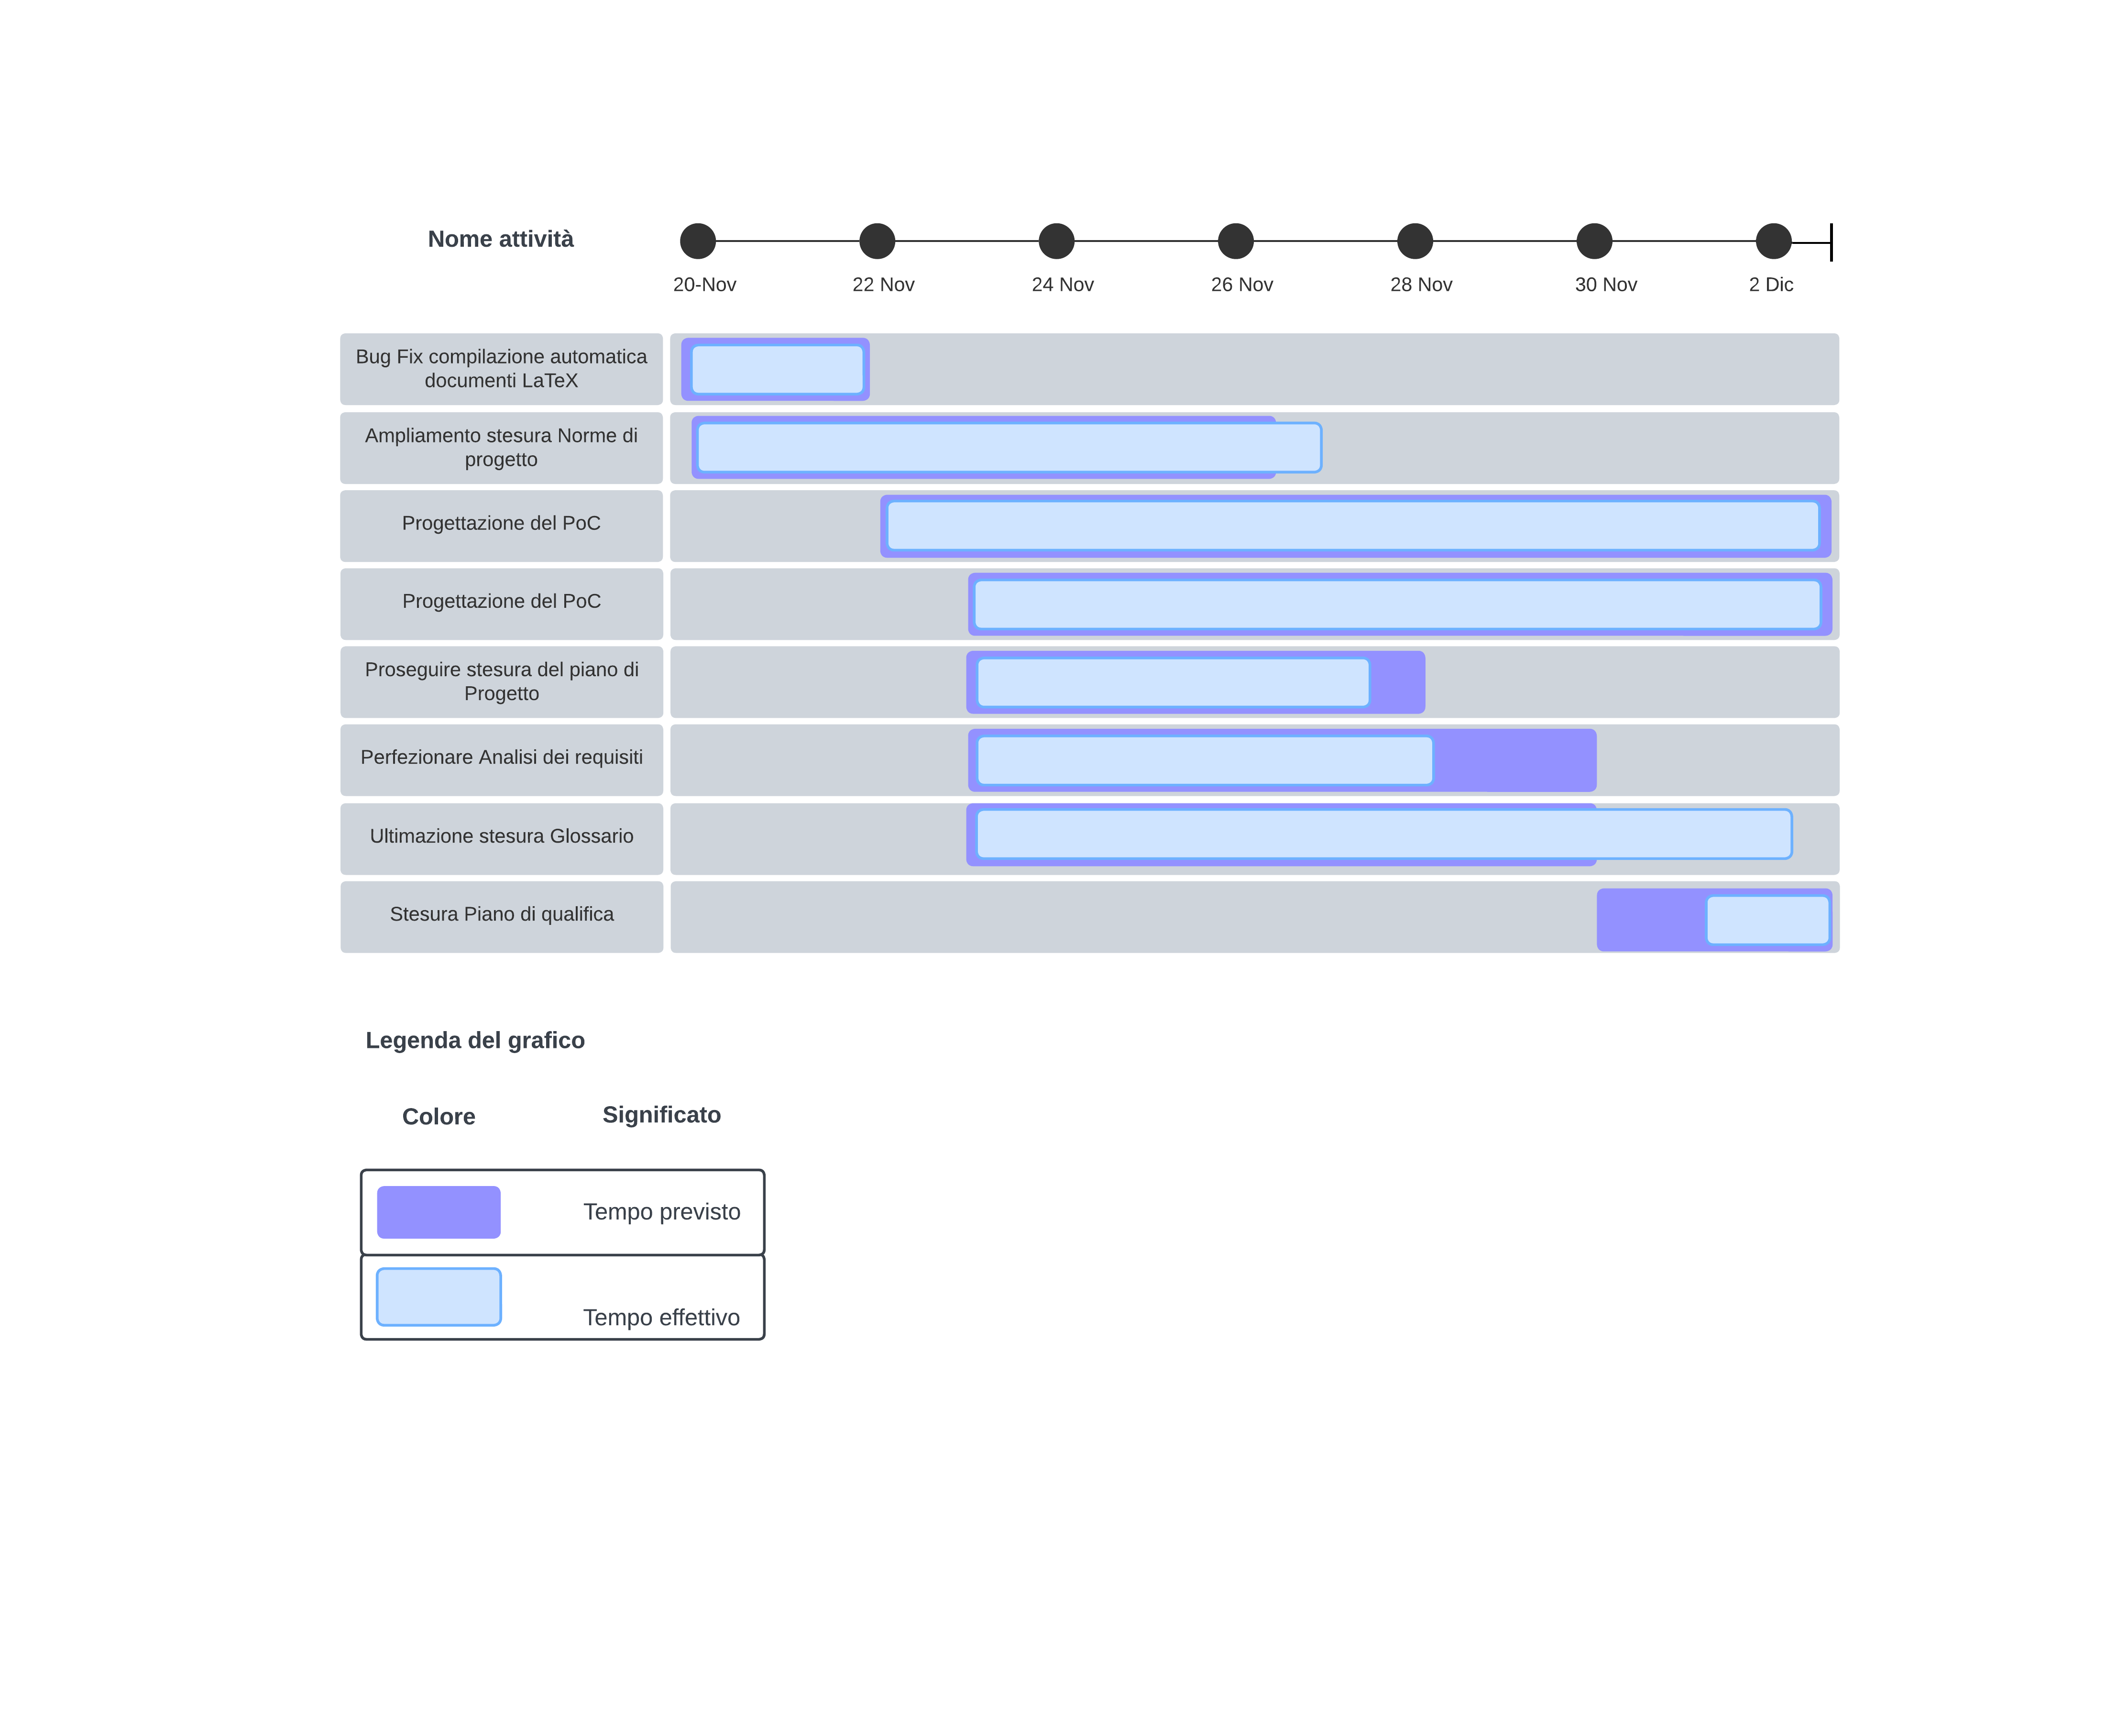 Nome attività
20-Nov
22 Nov
24 Nov
26 Nov
28 Nov
30 Nov
2 Dic
Bug Fix compilazione automatica
documenti LaTeX
Ampliamento stesura Norme di
progetto
Progettazione del PoC
Progettazione del PoC
Proseguire stesura del piano di
Progetto
Perfezionare Analisi dei requisiti
Ultimazione stesura Glossario
Stesura Piano di qualifica
Legenda del grafico
Colore
Significato
Tempo previsto
Tempo effettivo